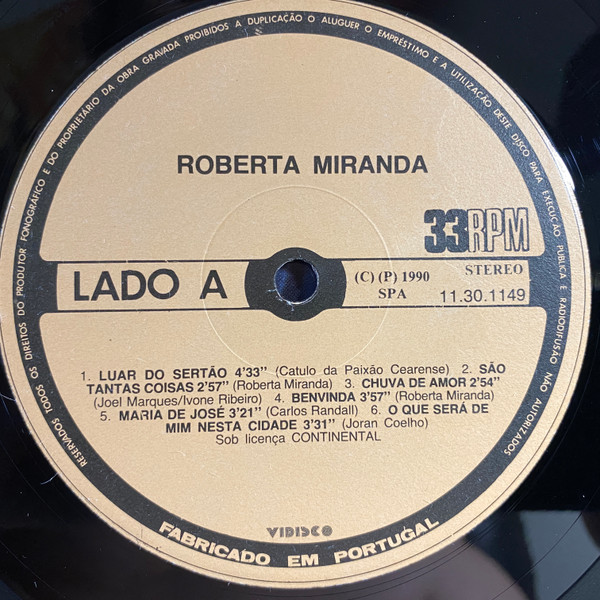 RESERVADOS TODOS OS DIREITOS DO PRODUTOR FONOGRÁFICO E DO PROPRIETÁRIO DA OBRA GRAVADA PROIBIDOS A DUPLICAÇÃO O ALUGUER O EMPRÉSTIMO E A UTILIZAÇÃO DESTE DISCO PARA EXECUÇÃO PÚBLICA E RADIODIFUSÃO NÃO AUTORIZADOS
ROBERTA MIRANDA
33RPM
LADO A
(C) (P) 1990 STEREO
SPA 11.30.1149
1. LUAR DO SERTÃO 4'33" (Catulo da Paixão Cearense) 2. SÃO
TANTAS COISAS 2'57" (Roberta Miranda) 3. CHUVA DE AMOR 2'54"
(Joel Marques/Ivone Ribeiro) 4. BENVINDA 3'57" (Roberta Miranda)
5. MARIA DE JOSÉ 3'21" (Carlos Randall) 6. O QUE SERÁ DE
MIM NESTA CIDADE 3'31" (Joran Coelho)
Sob licença CONTINENTAL
VIDISCO
FABRICADO EM PORTUGAL